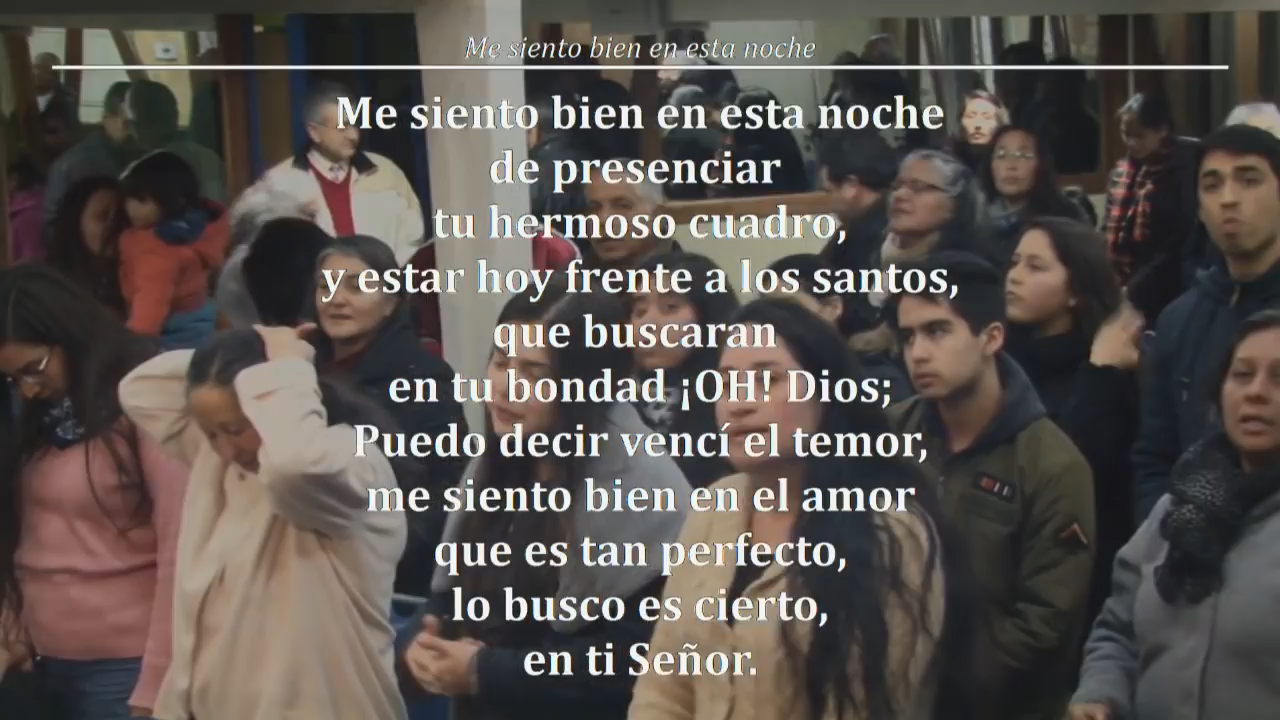 Me siento bien en esta noche
Me siento bien en esta noche
de presenciar
tu hermoso cuadro,
y estar hoy frente a los santos,
que buscaran
en tu bondad ¡OH! Dios;
Puedo decir vencí el temor,
me siento bien en el amor
que es tan perfecto,
lo busco es cierto,
en ti Señor.